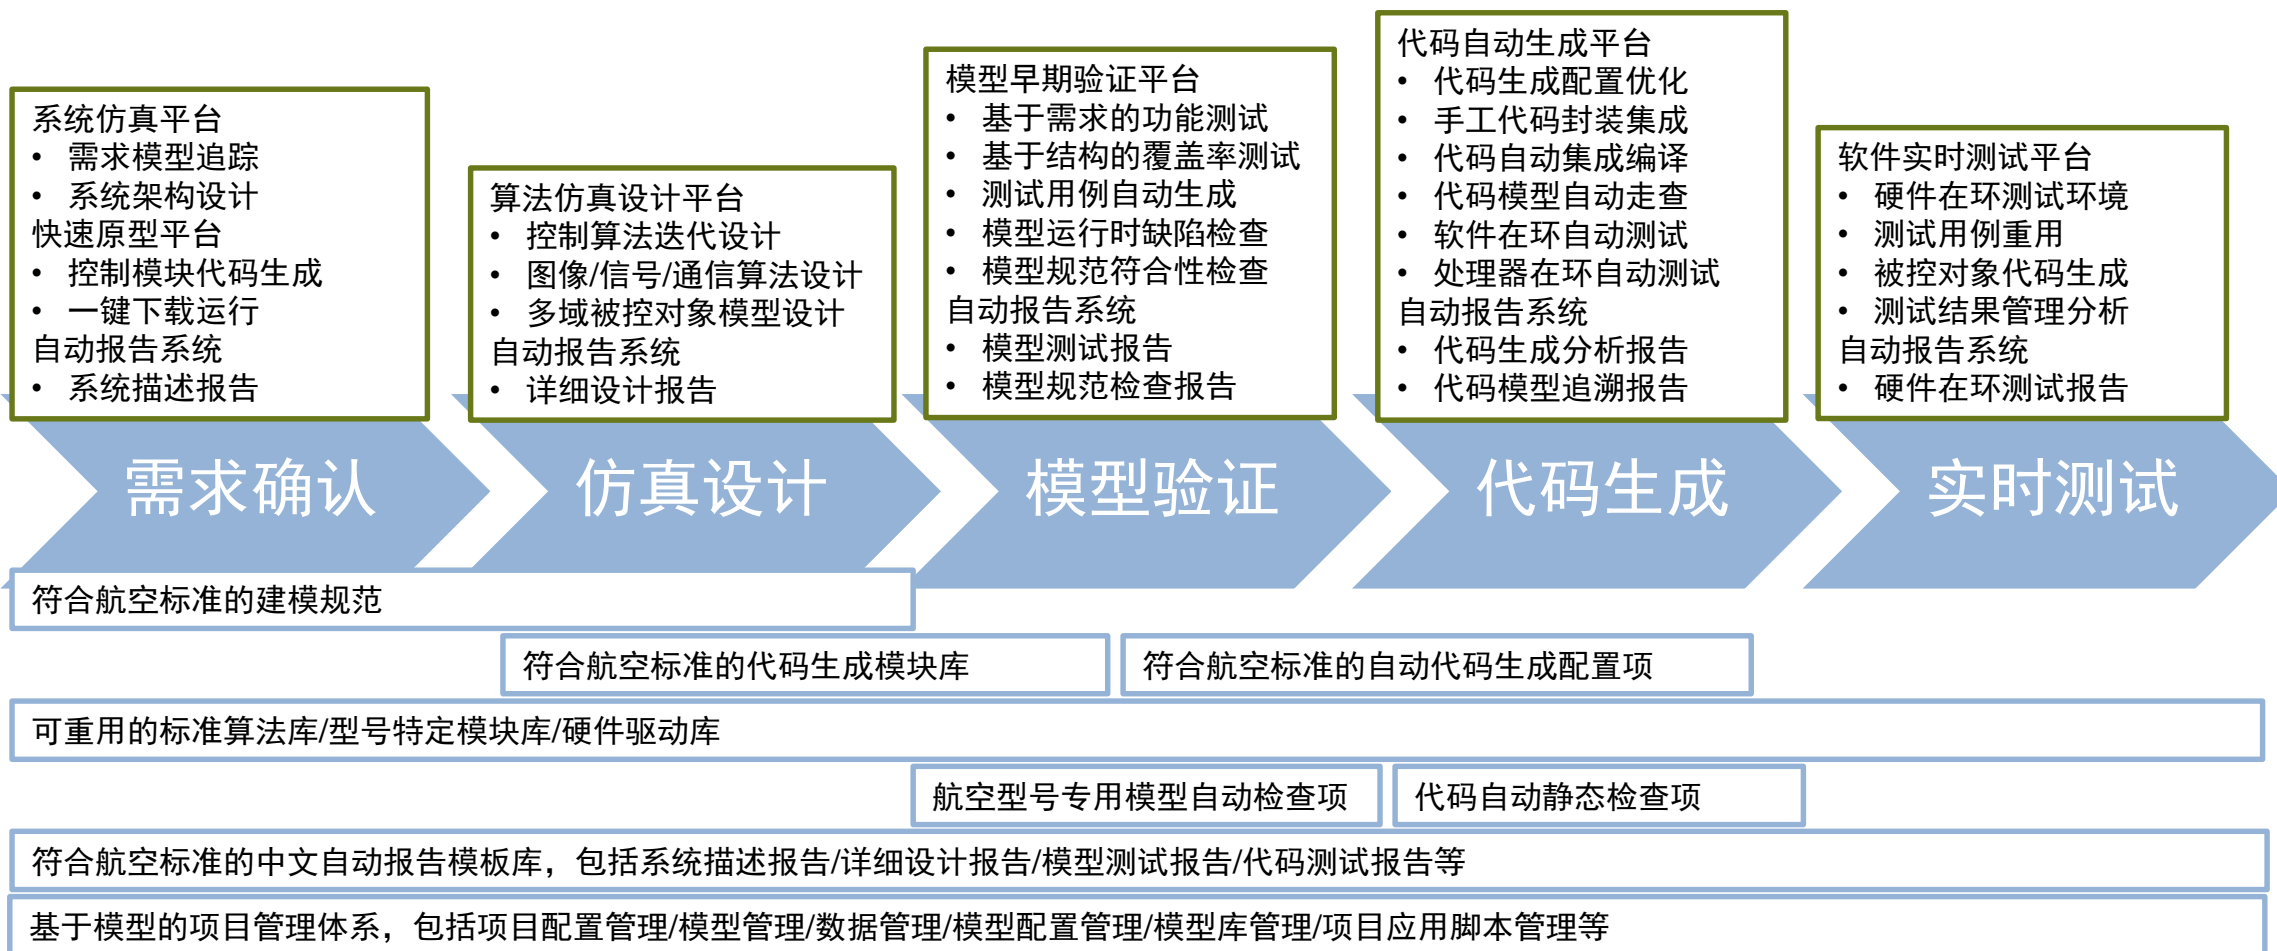 系统仿真平台
• 需求模型追踪
• 系统架构设计
快速原型平台
• 控制模块代码生成
• 一键下载运行
自动报告系统
• 系统描述报告
算法仿真设计平台
• 控制算法迭代设计
• 图像/信号/通信算法设计
• 多域被控对象模型设计
自动报告系统
• 详细设计报告
模型早期验证平台
• 基于需求的功能测试
• 基于结构的覆盖率测试
• 测试用例自动生成
• 模型运行时缺陷检查
• 模型规范符合性检查
自动报告系统
• 模型测试报告
• 模型规范检查报告
代码自动生成平台
• 代码生成配置优化
• 手工代码封装集成
• 代码自动集成编译
• 代码模型自动走查
• 软件在环自动测试
• 处理器在环自动测试
自动报告系统
• 代码生成分析报告
• 代码模型追溯报告
软件实时测试平台
• 硬件在环测试环境
• 测试用例重用
• 被控对象代码生成
• 测试结果管理分析
自动报告系统
• 硬件在环测试报告
需求确认
仿真设计
模型验证
代码生成
实时测试
符合航空标准的建模规范
符合航空标准的代码生成模块库
符合航空标准的自动代码生成配置项
可重用的标准算法库/型号特定模块库/硬件驱动库
航空型号专用模型自动检查项
代码自动静态检查项
符合航空标准的中文自动报告模板库，包括系统描述报告/详细设计报告/模型测试报告/代码测试报告等
基于模型的项目管理体系，包括项目配置管理/模型管理/数据管理/模型配置管理/模型库管理/项目应用脚本管理等